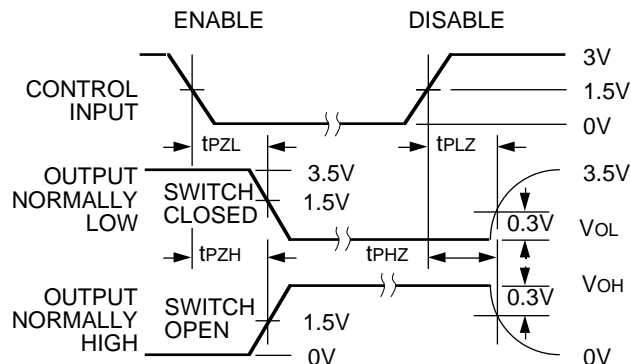 ENABLE DISABLE
3V
CONTROL INPUT 1.5V
0V
tPZL tPLZ
OUTPUT NORMALLY LOW
SWITCH CLOSED
3.5V
1.5V
3.5V
0.3V VOL
tPZH tPHZ
OUTPUT NORMALLY HIGH
SWITCH OPEN
1.5V
0V
0.3V VOH
0V